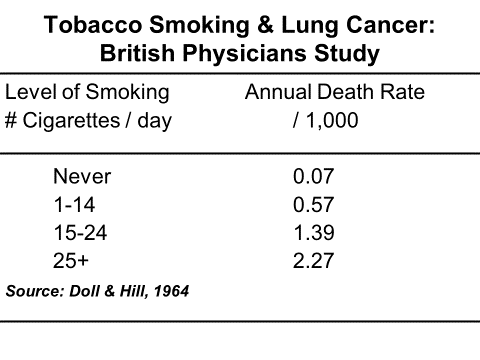 Tobacco Smoking & Lung Cancer:
British Physicians Study
Level of Smoking Annual Death Rate
# Cigarettes / day / 1,000
Never 0.07
1-14 0.57
15-24 1.39
25+ 2.27
Source: Doll & Hill, 1964